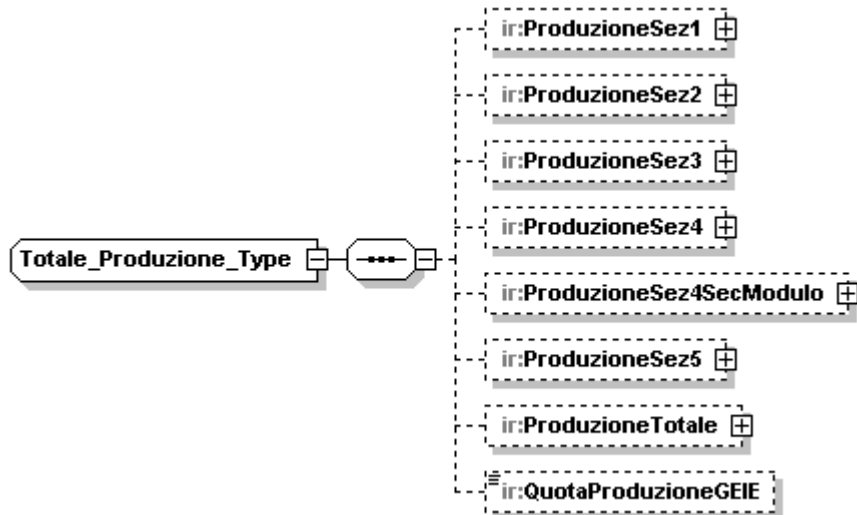 ir:ProduzioneSez1
ir:ProduzioneSez2
ir:ProduzioneSez3
ir:ProduzioneSez4
Totale_Produzione_Type
ir:ProduzioneSez4SecModulo
ir:ProduzioneSez5
ir:ProduzioneTotale
ir:QuotaProduzioneGEIE